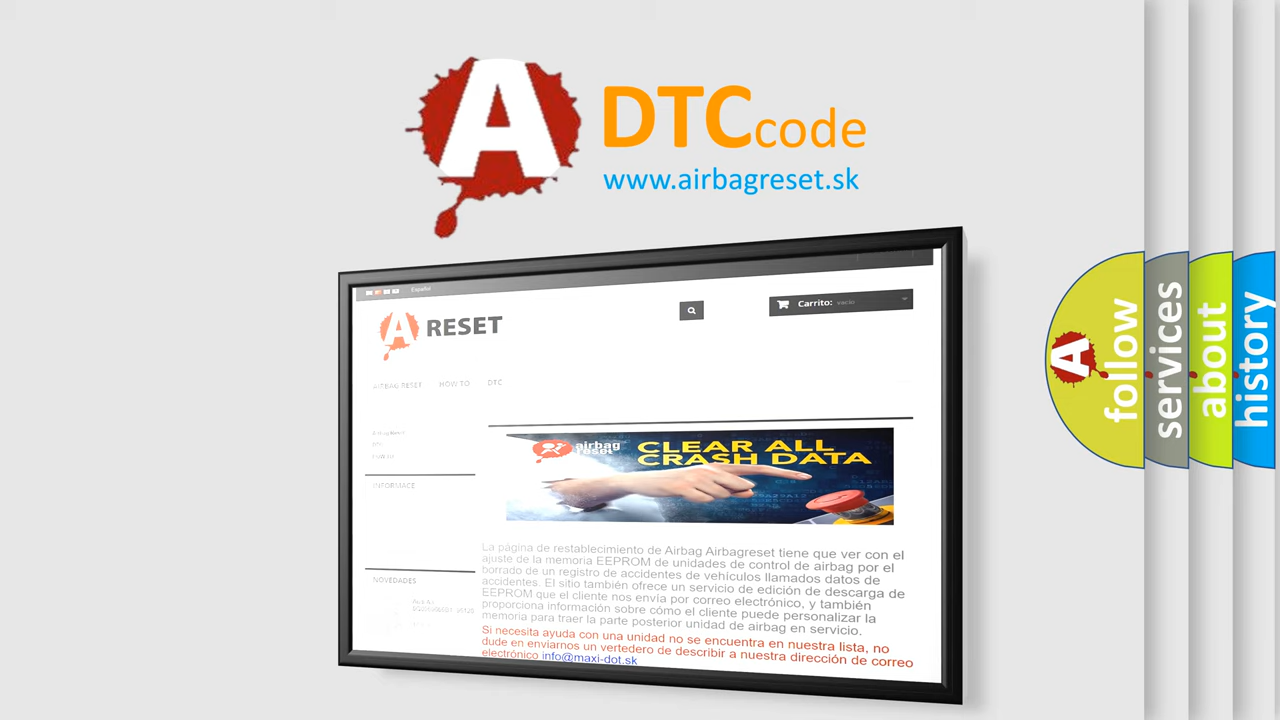 A DTCcode
www.airbagreset.sk
Español
A RESET
Carrito: vacío
AIRBAG RESET HOW TO DTC
INFORMACE
NOVEDADES
airbag
reset
CLEAR ALL
CRASH DATA
La página de restablecimiento de Airbag Airbagreset tiene que ver con el
ajuste de la memoria EEPROM de unidades de control de airbag por el
borrado de un registro de accidentes de vehículos llamados datos de
accidentes. El sitio también ofrece un servicio de edición de descarga de
EEPROM que el cliente nos envía por correo electrónico, y también
proporciona información sobre cómo el cliente puede personalizar la
memoria para traer la parte posterior unidad de airbag en servicio.
Si necesita ayuda con una unidad no se encuentra en nuestra lista, no
dude en enviarnos un vertedero de describir a nuestra dirección de correo
electrónico info@maxi-dot.sk
A
follow
services
about
history